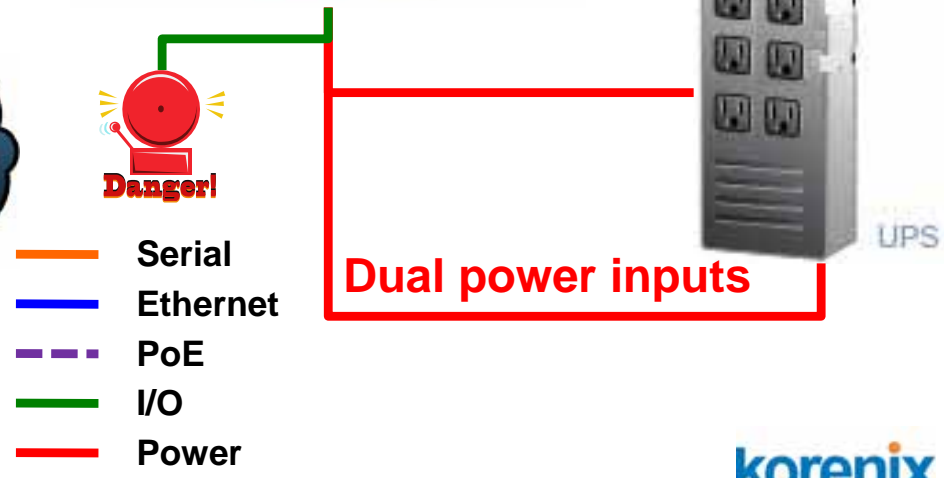 Danger!
UPS
Serial
Dual power inputs
Ethernet
PoE
I/O
Power
korenix